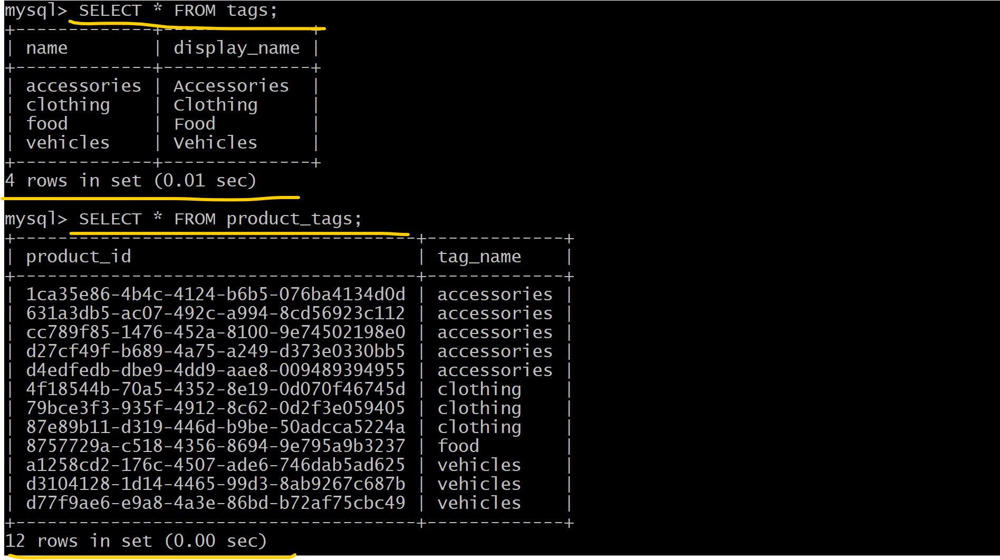 mysql> SELECT * FROM tags;
+-------------+--------------+
| name        | display_name |
+-------------+--------------+
| accessories | Accessories  |
| clothing    | Clothing     |
| food        | Food         |
| vehicles    | Vehicles     |
+-------------+--------------+
4 rows in set (0.01 sec)
mysql> SELECT * FROM product_tags;
+--------------------------------------+-------------+
| product_id                           | tag_name    |
+--------------------------------------+-------------+
| 1ca35e86-4b4c-4124-b6b5-076ba4134d0d | accessories |
| 631a3db5-ac07-492c-a994-8cd56923c112 | accessories |
| cc789f85-1476-452a-8100-9e74502198e0 | accessories |
| d27cf49f-b689-4a75-a249-d373e0330bb5 | accessories |
| d4edfedb-dbe9-4dd9-aae8-009489394955 | accessories |
| 4f18544b-70a5-4352-8e19-0d070f46745d | clothing    |
| 79bce3f3-935f-4912-8c62-0d2f3e059405 | clothing    |
| 87e89b11-d319-446d-b9be-50adcca5224a | clothing    |
| 8757729a-c518-4356-8694-9e795a9b3237 | food        |
| a1258cd2-176c-4507-ade6-746dab5ad625 | vehicles    |
| d3104128-1d14-4465-99d3-8ab9267c687b | vehicles    |
| d77f9ae6-e9a8-4a3e-86bd-b72af75cbc49 | vehicles    |
+--------------------------------------+-------------+
12 rows in set (0.00 sec)